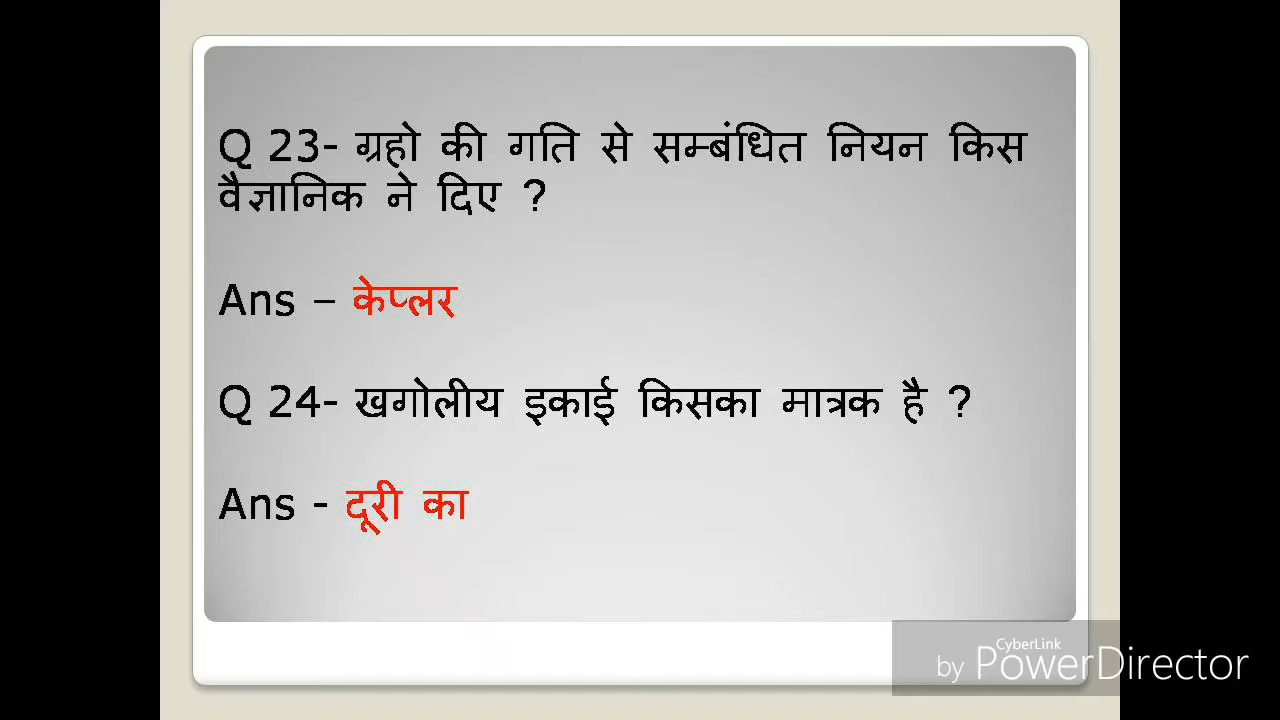 Q 23- ग्रहो की गति से सम्बंधित नियन किस
वैज्ञानिक ने दिए ?
Ans – केप्लर
Q 24- खगोलीय इकाई किसका मात्रक है ?
Ans - दूरी का
CyberLink
by PowerDirector